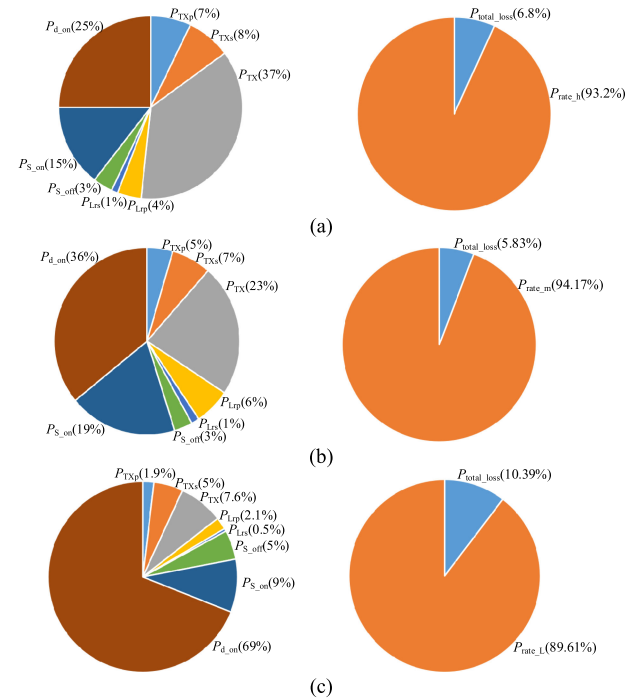 P_TXp(7%)
P_TXs(8%)
P_TX(37%)
P_Lrp(4%)
P_Lrs(1%)
P_S_off(3%)
P_S_on(15%)
P_d_on(25%)
P_total_loss(6.8%)
P_rate_h(93.2%)
(a)
P_TXp(5%)
P_TXs(7%)
P_TX(23%)
P_Lrp(6%)
P_Lrs(1%)
P_S_off(3%)
P_S_on(19%)
P_d_on(36%)
P_total_loss(5.83%)
P_rate_m(94.17%)
(b)
P_TXp(1.9%)
P_TXs(5%)
P_TX(7.6%)
P_Lrp(2.1%)
P_Lrs(0.5%)
P_S_off(5%)
P_S_on(9%)
P_d_on(69%)
P_total_loss(10.39%)
P_rate_L(89.61%)
(c)